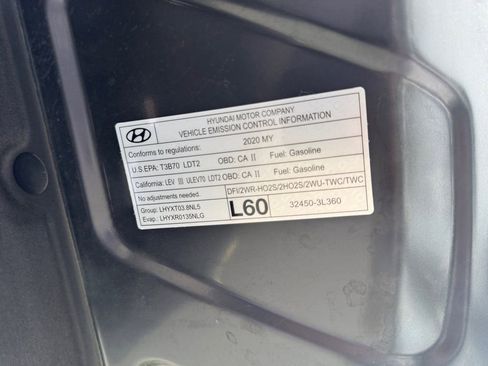 HYUNDAI MOTOR COMPANY
VEHICLE EMISSION CONTROL INFORMATION
Conforms to regulations: 2020 MY
U.S.EPA: T3B70 LDT2 OBD: CA II Fuel: Gasoline
California: LEV III ULEV70 LDT2 OBD: CA II Fuel: Gasoline
No adjustments needed. DFI/2WR-HO2S/2HO2S/2WU-TWC/TWC
Group: LHYXT03.8NL5
Evap: LHYXR0135NLG
L60
32450-3L360